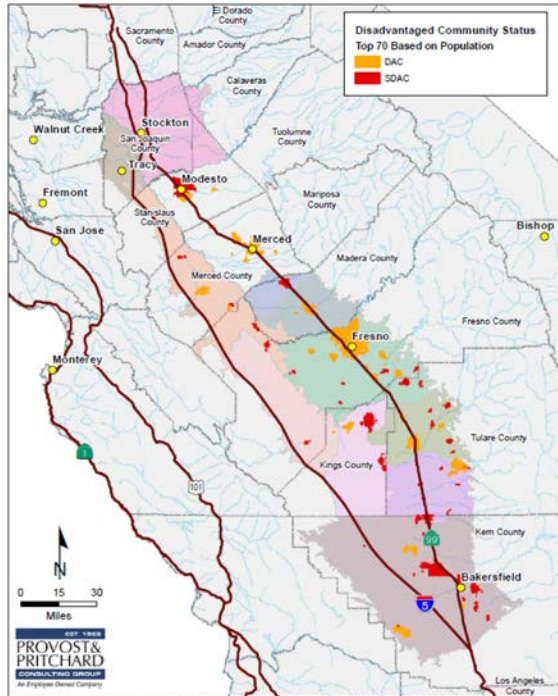 El Dorado
County
Sacramento
County
Amador County
Disadvantaged Community Status
Top 70 Based on Population
DAC
SDAC
Calaveras
County
Stockton
San Joaquin
County
Walnut Creek
Tuolumne
County
Tracy
Modesto
Fremont
Stanislaus
County
Mariposa
County
San Jose
Merced
Bishop
Madera County
Merced County
Fresno
County
Fresno
Monterey
1
101
Kings County
Tulare County
Kern County
99
N
Bakersfield
5
0 15 30
Miles
EST. 1968
PROVOST&
PRITCHARD
CONSULTING GROUP
An Employee Owned Company
Los Angeles
County